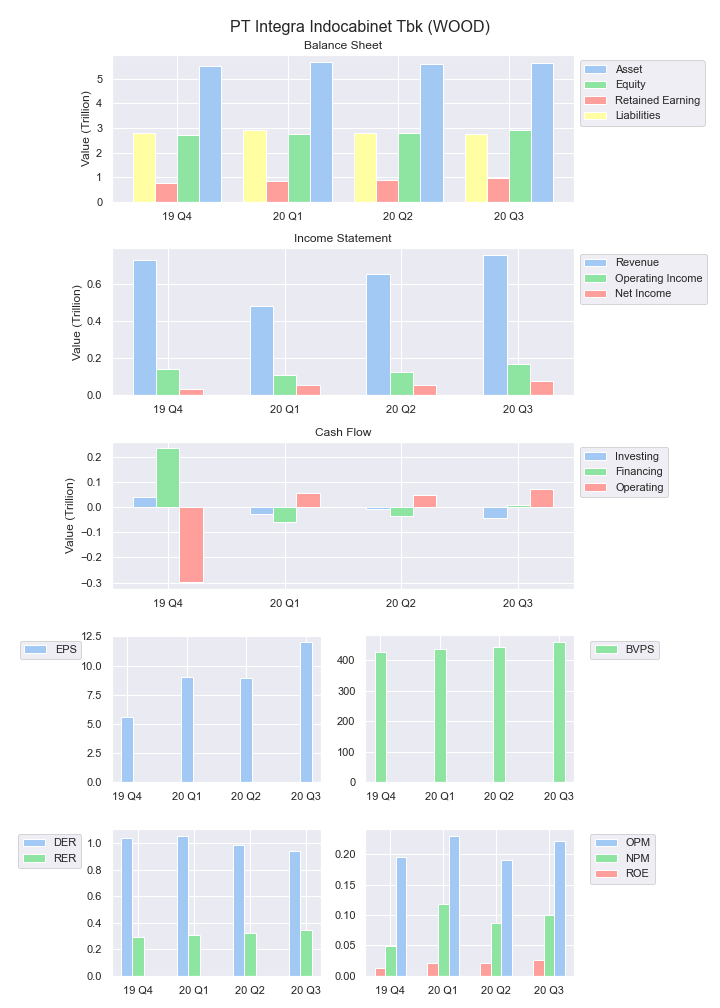 PT Integra Indocabinet Tbk (WOOD)
Balance Sheet
Value (Trillion)
5
4
3
2
1
0
19 Q4 20 Q1 20 Q2 20 Q3
Asset
Equity
Retained Earning
Liabilities
Income Statement
Value (Trillion)
0.6
0.4
0.2
0.0
19 Q4 20 Q1 20 Q2 20 Q3
Revenue
Operating Income
Net Income
Cash Flow
Value (Trillion)
0.2
0.1
0.0
−0.1
−0.2
−0.3
19 Q4 20 Q1 20 Q2 20 Q3
Investing
Financing
Operating
EPS
12.5
10.0
7.5
5.0
2.5
0.0
19 Q4 20 Q1 20 Q2 20 Q3
400
300
200
100
0
19 Q4 20 Q1 20 Q2 20 Q3
BVPS
DER
RER
1.0
0.8
0.6
0.4
0.2
0.0
19 Q4 20 Q1 20 Q2 20 Q3
0.20
0.15
0.10
0.05
0.00
19 Q4 20 Q1 20 Q2 20 Q3
OPM
NPM
ROE